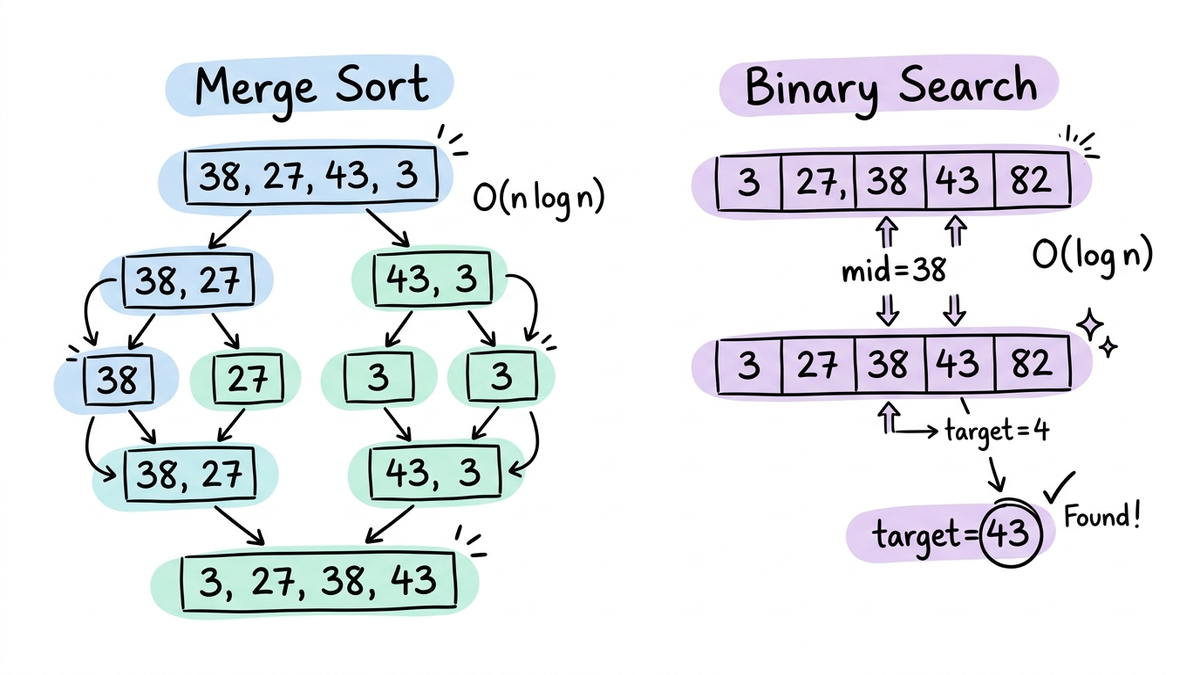 Merge Sort
38, 27, 43, 3
O(n log n)
38, 27
43, 3
38
27
3
3
38, 27
43, 3
3, 27, 38, 43
Binary Search
3 27, 38 43 82
O(log n)
mid=38
3 27 38 43 82
target=4
target=43
Found!